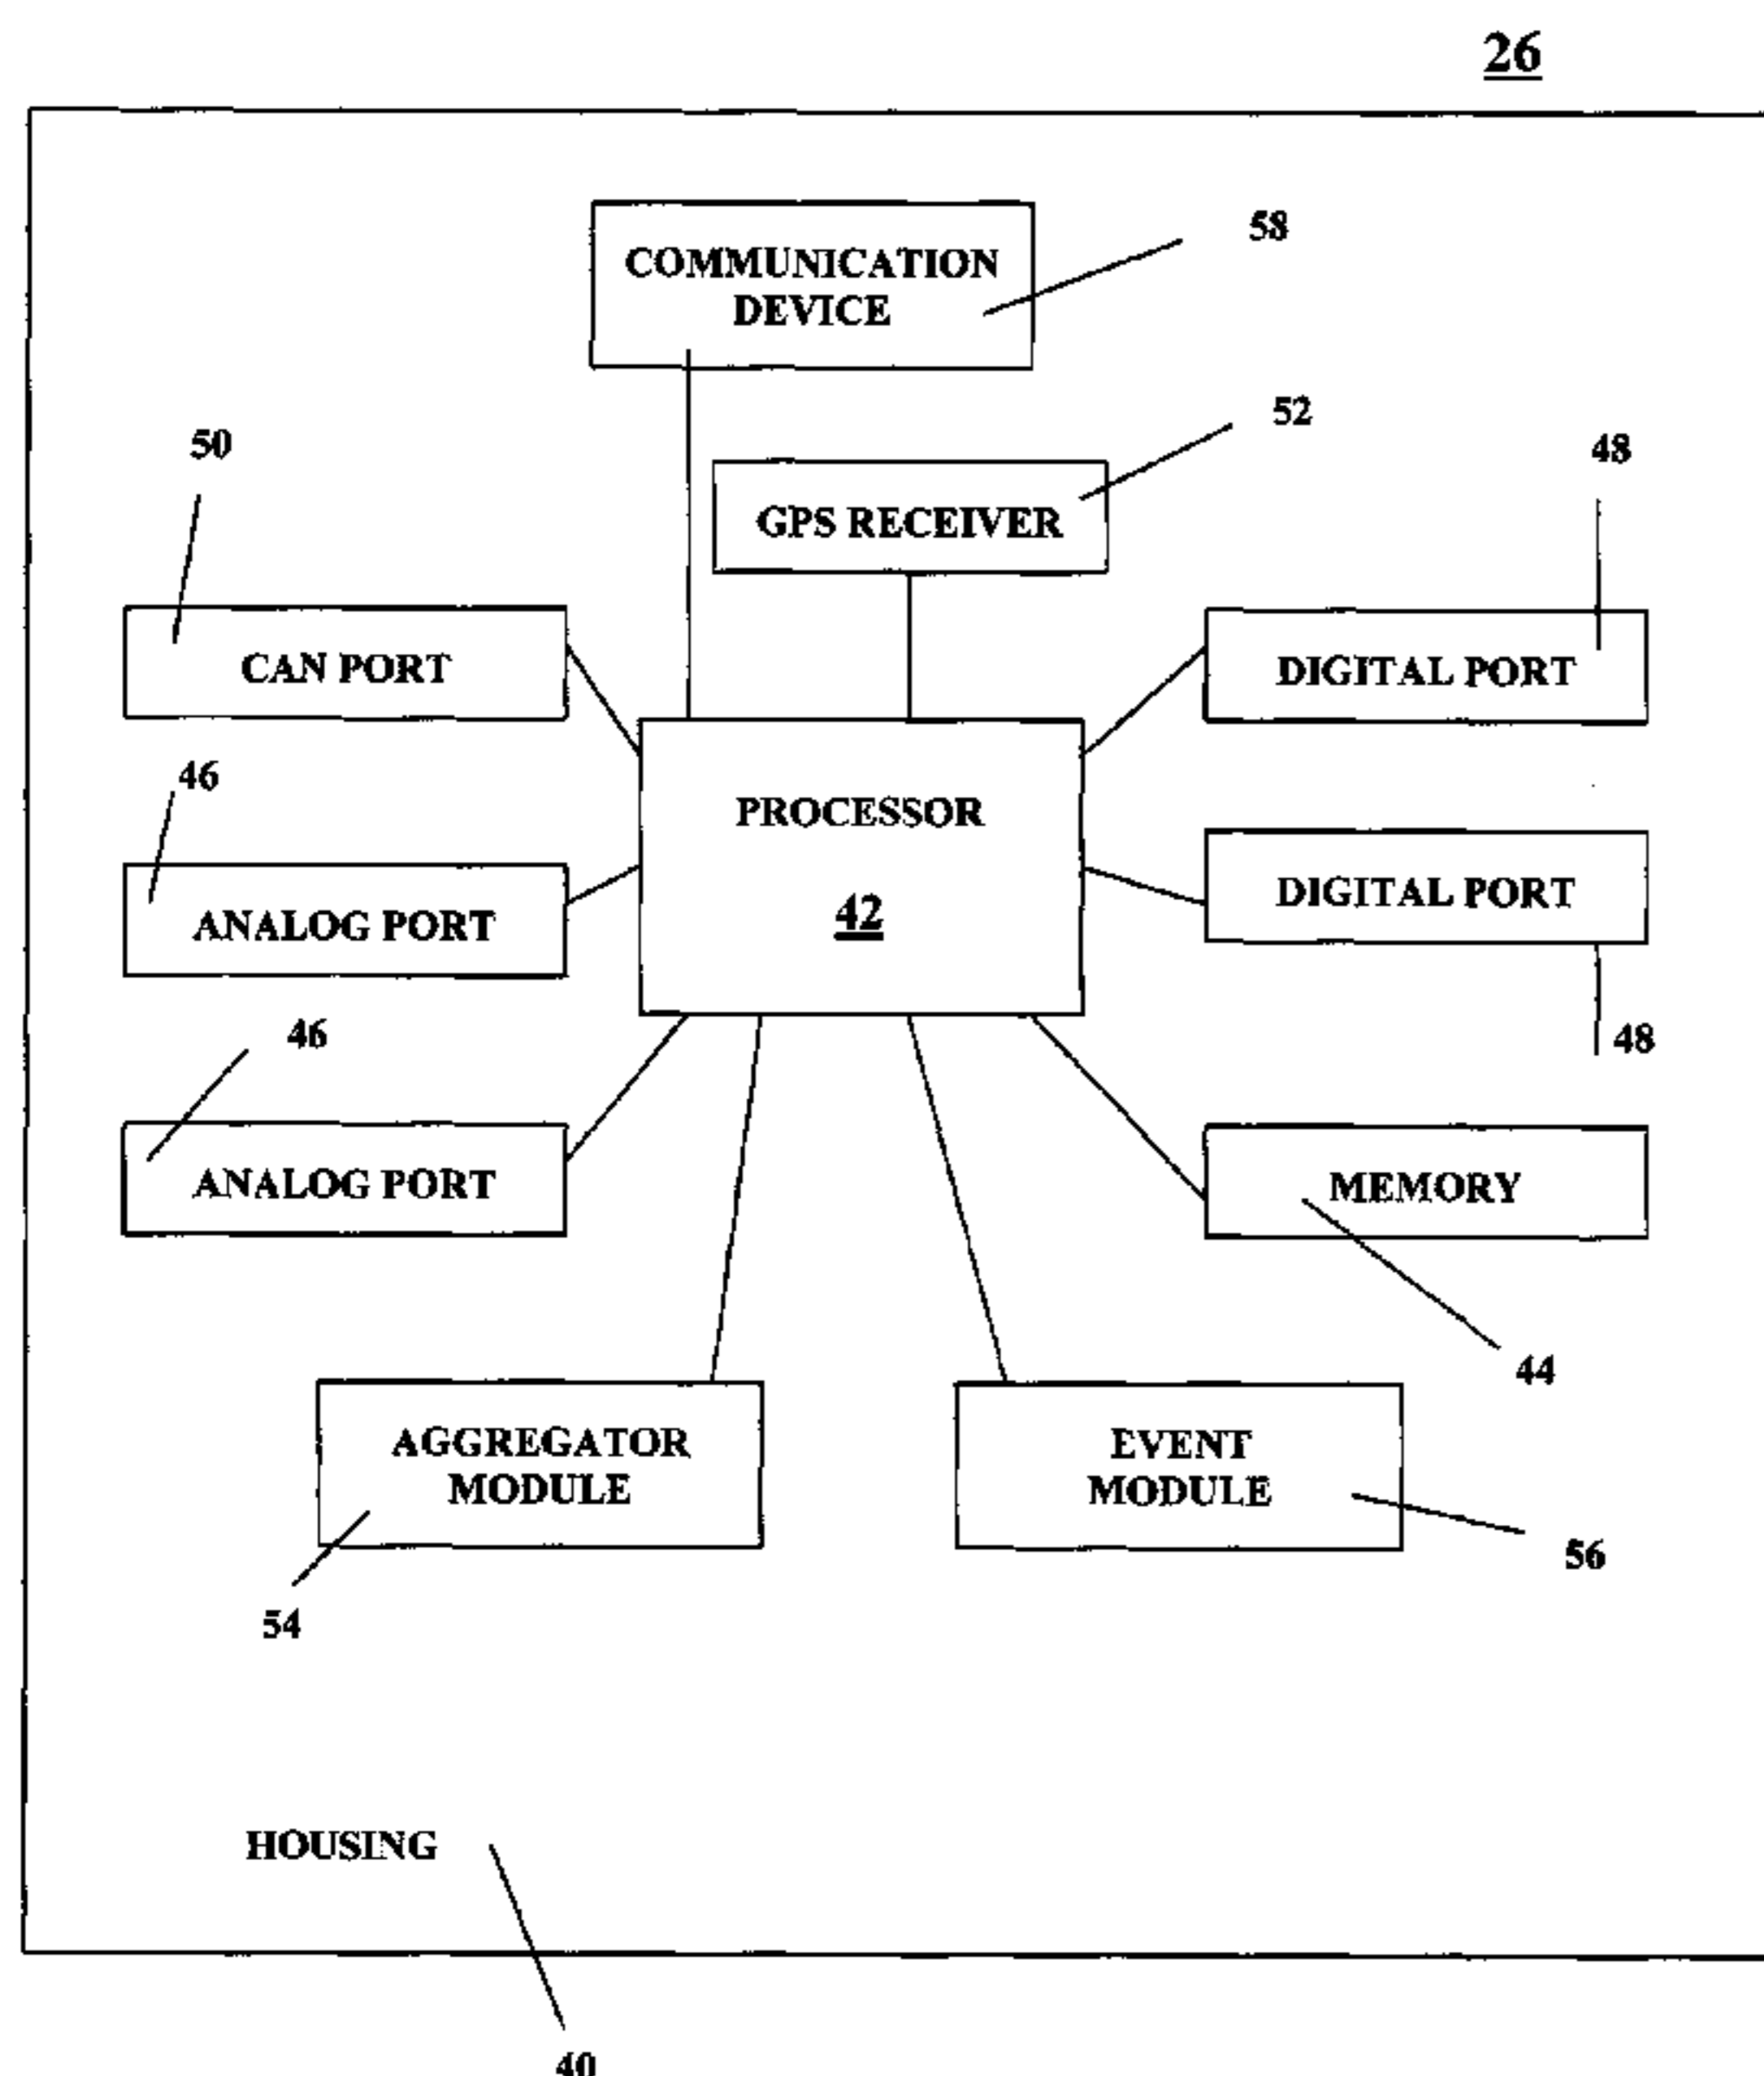 26
COMMUNICATION
DEVICE
58
GPS RECEIVER
52
50
48
CAN PORT
DIGITAL PORT
46
PROCESSOR
42
ANALOG PORT
DIGITAL PORT
46
48
ANALOG PORT
MEMORY
44
AGGREGATOR
MODULE
EVENT
MODULE
54
56
HOUSING
40